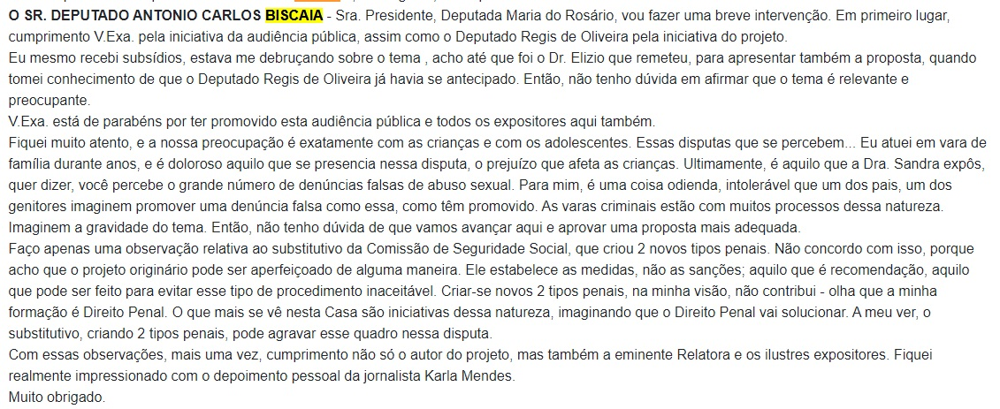 O SR. DEPUTADO ANTONIO CARLOS BISCAIA - Sra. Presidente, Deputada Maria do Rosário, vou fazer uma breve intervenção. Em primeiro lugar,
cumprimento V.Exa. pela iniciativa da audiência pública, assim como o Deputado Regis de Oliveira pela iniciativa do projeto.
Eu mesmo recebi subsídios, estava me debruçando sobre o tema , acho até que foi o Dr. Elizio que remeteu, para apresentar também a proposta, quando
tomei conhecimento de que o Deputado Regis de Oliveira já havia se antecipado. Então, não tenho dúvida em afirmar que o tema é relevante e
preocupante.
V.Exa. está de parabéns por ter promovido esta audiência pública e todos os expositores aqui também.
Fiquei muito atento, e a nossa preocupação é exatamente com as crianças e com os adolescentes. Essas disputas que se percebem... Eu atuei em vara de
família durante anos, e é doloroso aquilo que se presencia nessa disputa, o prejuízo que afeta as crianças. Ultimamente, é aquilo que a Dra. Sandra expôs,
quer dizer, você percebe o grande número de denúncias falsas de abuso sexual. Para mim, é uma coisa odienda, intolerável que um dos pais, um dos
genitores imaginem promover uma denúncia falsa como essa, como têm promovido. As varas criminais estão com muitos processos dessa natureza.
Imaginem a gravidade do tema. Então, não tenho dúvida de que vamos avançar aqui e aprovar uma proposta mais adequada.
Faço apenas uma observação relativa ao substitutivo da Comissão de Seguridade Social, que criou 2 novos tipos penais. Não concordo com isso, porque
acho que o projeto originário pode ser aperfeiçoado de alguma maneira. Ele estabelece as medidas, não as sanções; aquilo que é recomendação, aquilo
que pode ser feito para evitar esse tipo de procedimento inaceitável. Criar-se novos 2 tipos penais, na minha visão, não contribui - olha que a minha
formação é Direito Penal. O que mais se vê nesta Casa são iniciativas dessa natureza, imaginando que o Direito Penal vai solucionar. A meu ver, o
substitutivo, criando 2 tipos penais, pode agravar esse quadro nessa disputa.
Com essas observações, mais uma vez, cumprimento não só o autor do projeto, mas também a eminente Relatora e os ilustres expositores. Fiquei
realmente impressionado com o depoimento pessoal da jornalista Karla Mendes.
Muito obrigado.